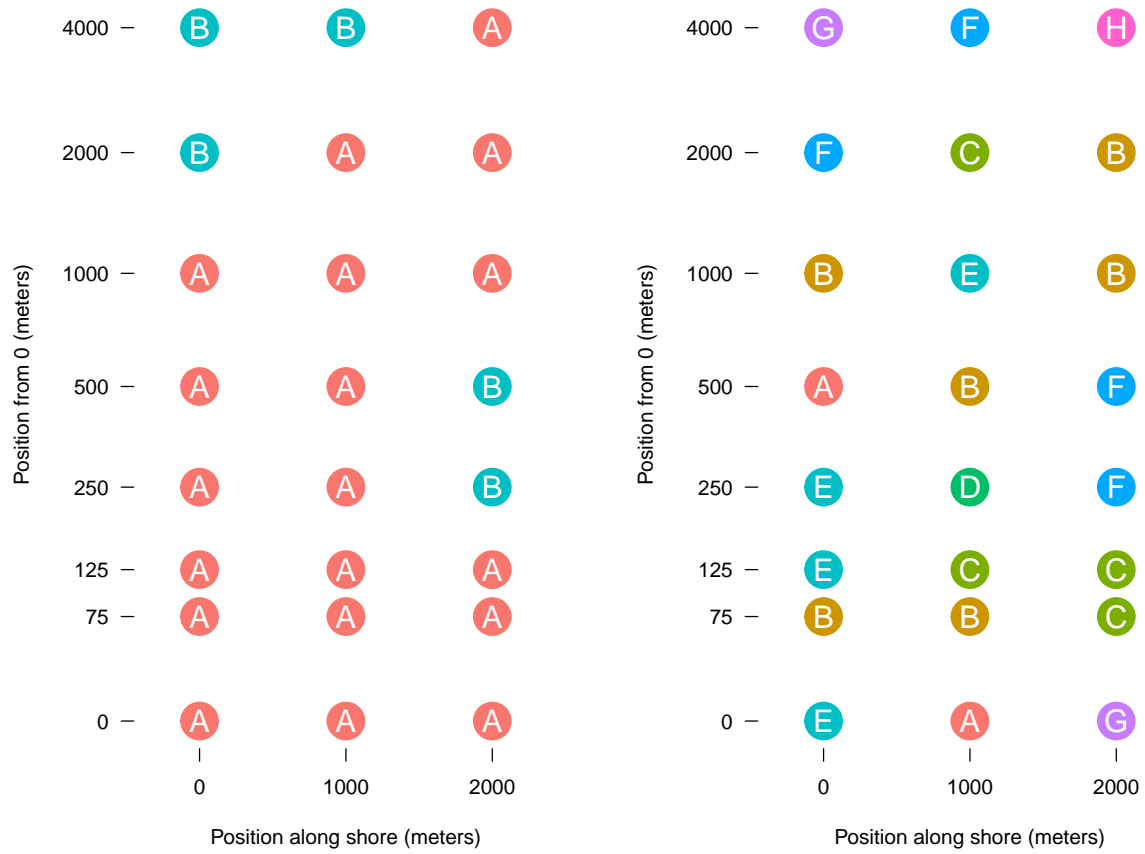 4000 B B A
2000 B A A
1000 A A A
500 A A B
250 A A B
125 A A A
75 A A A
0 A A A
0 1000 2000
Position along shore (meters)
Position from 0 (meters)
4000 G F H
2000 F C B
1000 B E B
500 A B F
250 E D F
125 E C C
75 B B C
0 E A G
0 1000 2000
Position along shore (meters)
Position from 0 (meters)